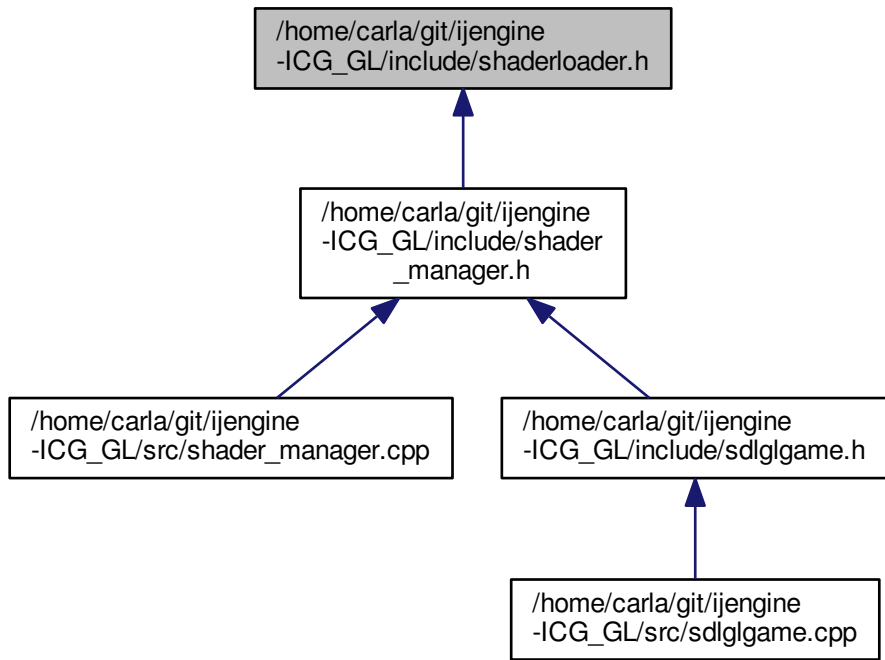 /home/carla/git/ijengine
-ICG_GL/include/shaderloader.h
/home/carla/git/ijengine
-ICG_GL/include/shader
_manager.h
/home/carla/git/ijengine
-ICG_GL/src/shader_manager.cpp
/home/carla/git/ijengine
-ICG_GL/include/sdlglgame.h
/home/carla/git/ijengine
-ICG_GL/src/sdlglgame.cpp